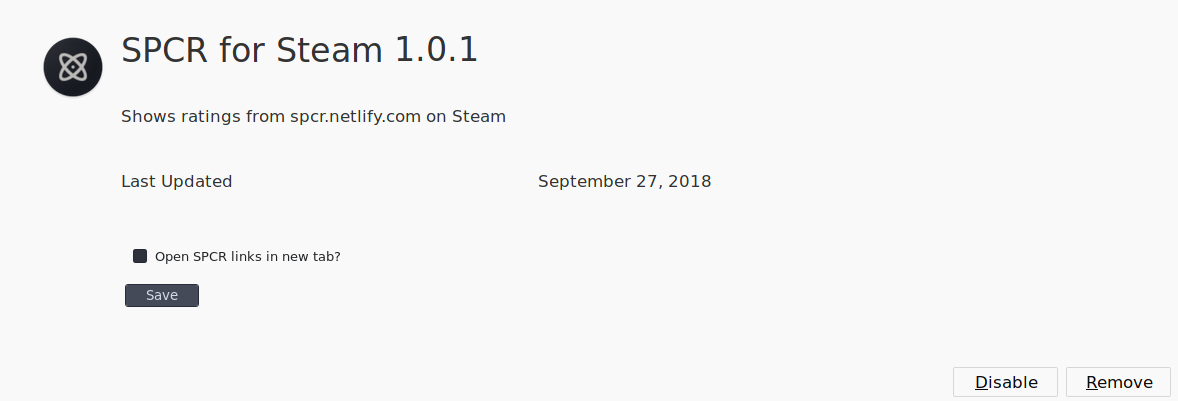 SPCR for Steam 1.0.1
Shows ratings from spcr.netlify.com on Steam
Last Updated September 27, 2018
Open SPCR links in new tab?
Save
Disable Remove